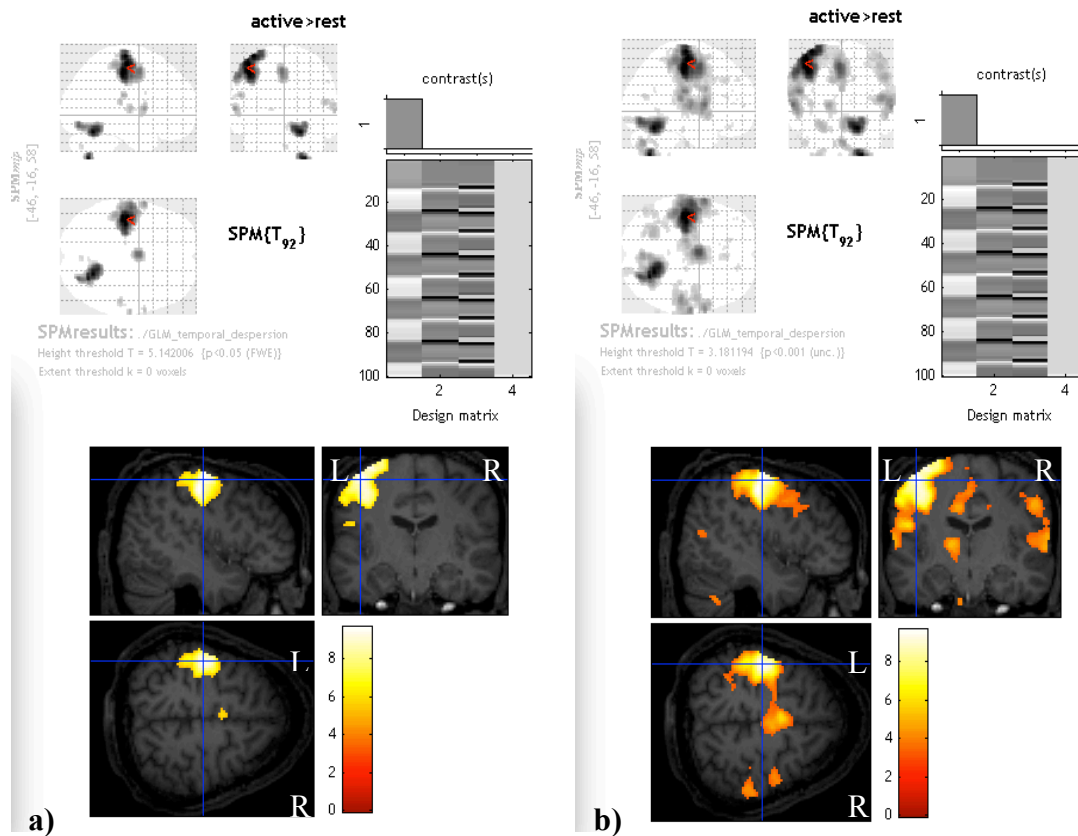 active>rest
contrast(s)
1
SPMmip
[-46, -16, 58]
SPM{T92}
20
40
60
80
100
2 4
Design matrix
SPMresults: ./GLM_temporal_despersion
Height threshold T = 5.142006 {p<0.05 (FWE)}
Extent threshold k = 0 voxels
L R
L
R
8
6
4
2
0
a)
active>rest
contrast(s)
1
SPMmip
[-46, -16, 58]
SPM{T92}
20
40
60
80
100
2 4
Design matrix
SPMresults: ./GLM_temporal_despersion
Height threshold T = 3.181194 {p<0.001 (unc.)}
Extent threshold k = 0 voxels
L R
L
R
8
6
4
2
0
b)